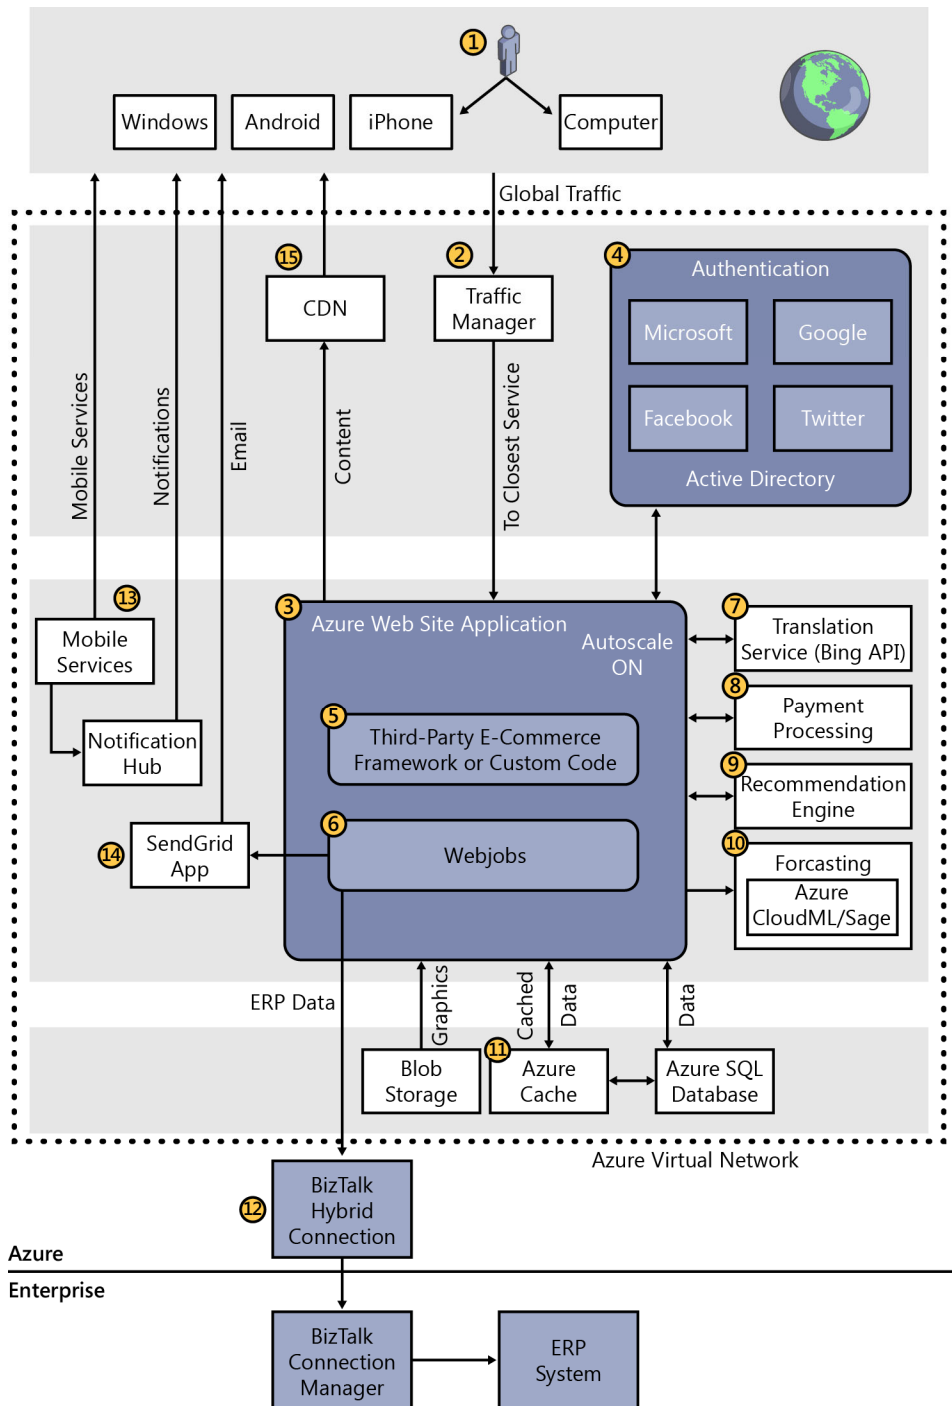 1
Windows
Android
iPhone
Computer
Global Traffic
15
2
4
Authentication
CDN
Traffic
Manager
Microsoft
Google
Facebook
Twitter
Active Directory
Mobile Services
Notifications
Email
Content
To Closest Service
13
3
Azure Web Site Application
Autoscale
ON
7
Translation
Service (Bing API)
Mobile
Services
8
Payment
Processing
5
Third-Party E-Commerce
Framework or Custom Code
Notification
Hub
9
Recommendation
Engine
6
Webjobs
14
SendGrid
App
10
Forcasting
Azure
CloudML/Sage
ERP Data
Graphics
Cached
Data
Data
Blob
Storage
11
Azure
Cache
Azure SQL
Database
Azure Virtual Network
12
BizTalk
Hybrid
Connection
Azure
Enterprise
BizTalk
Connection
Manager
ERP
System